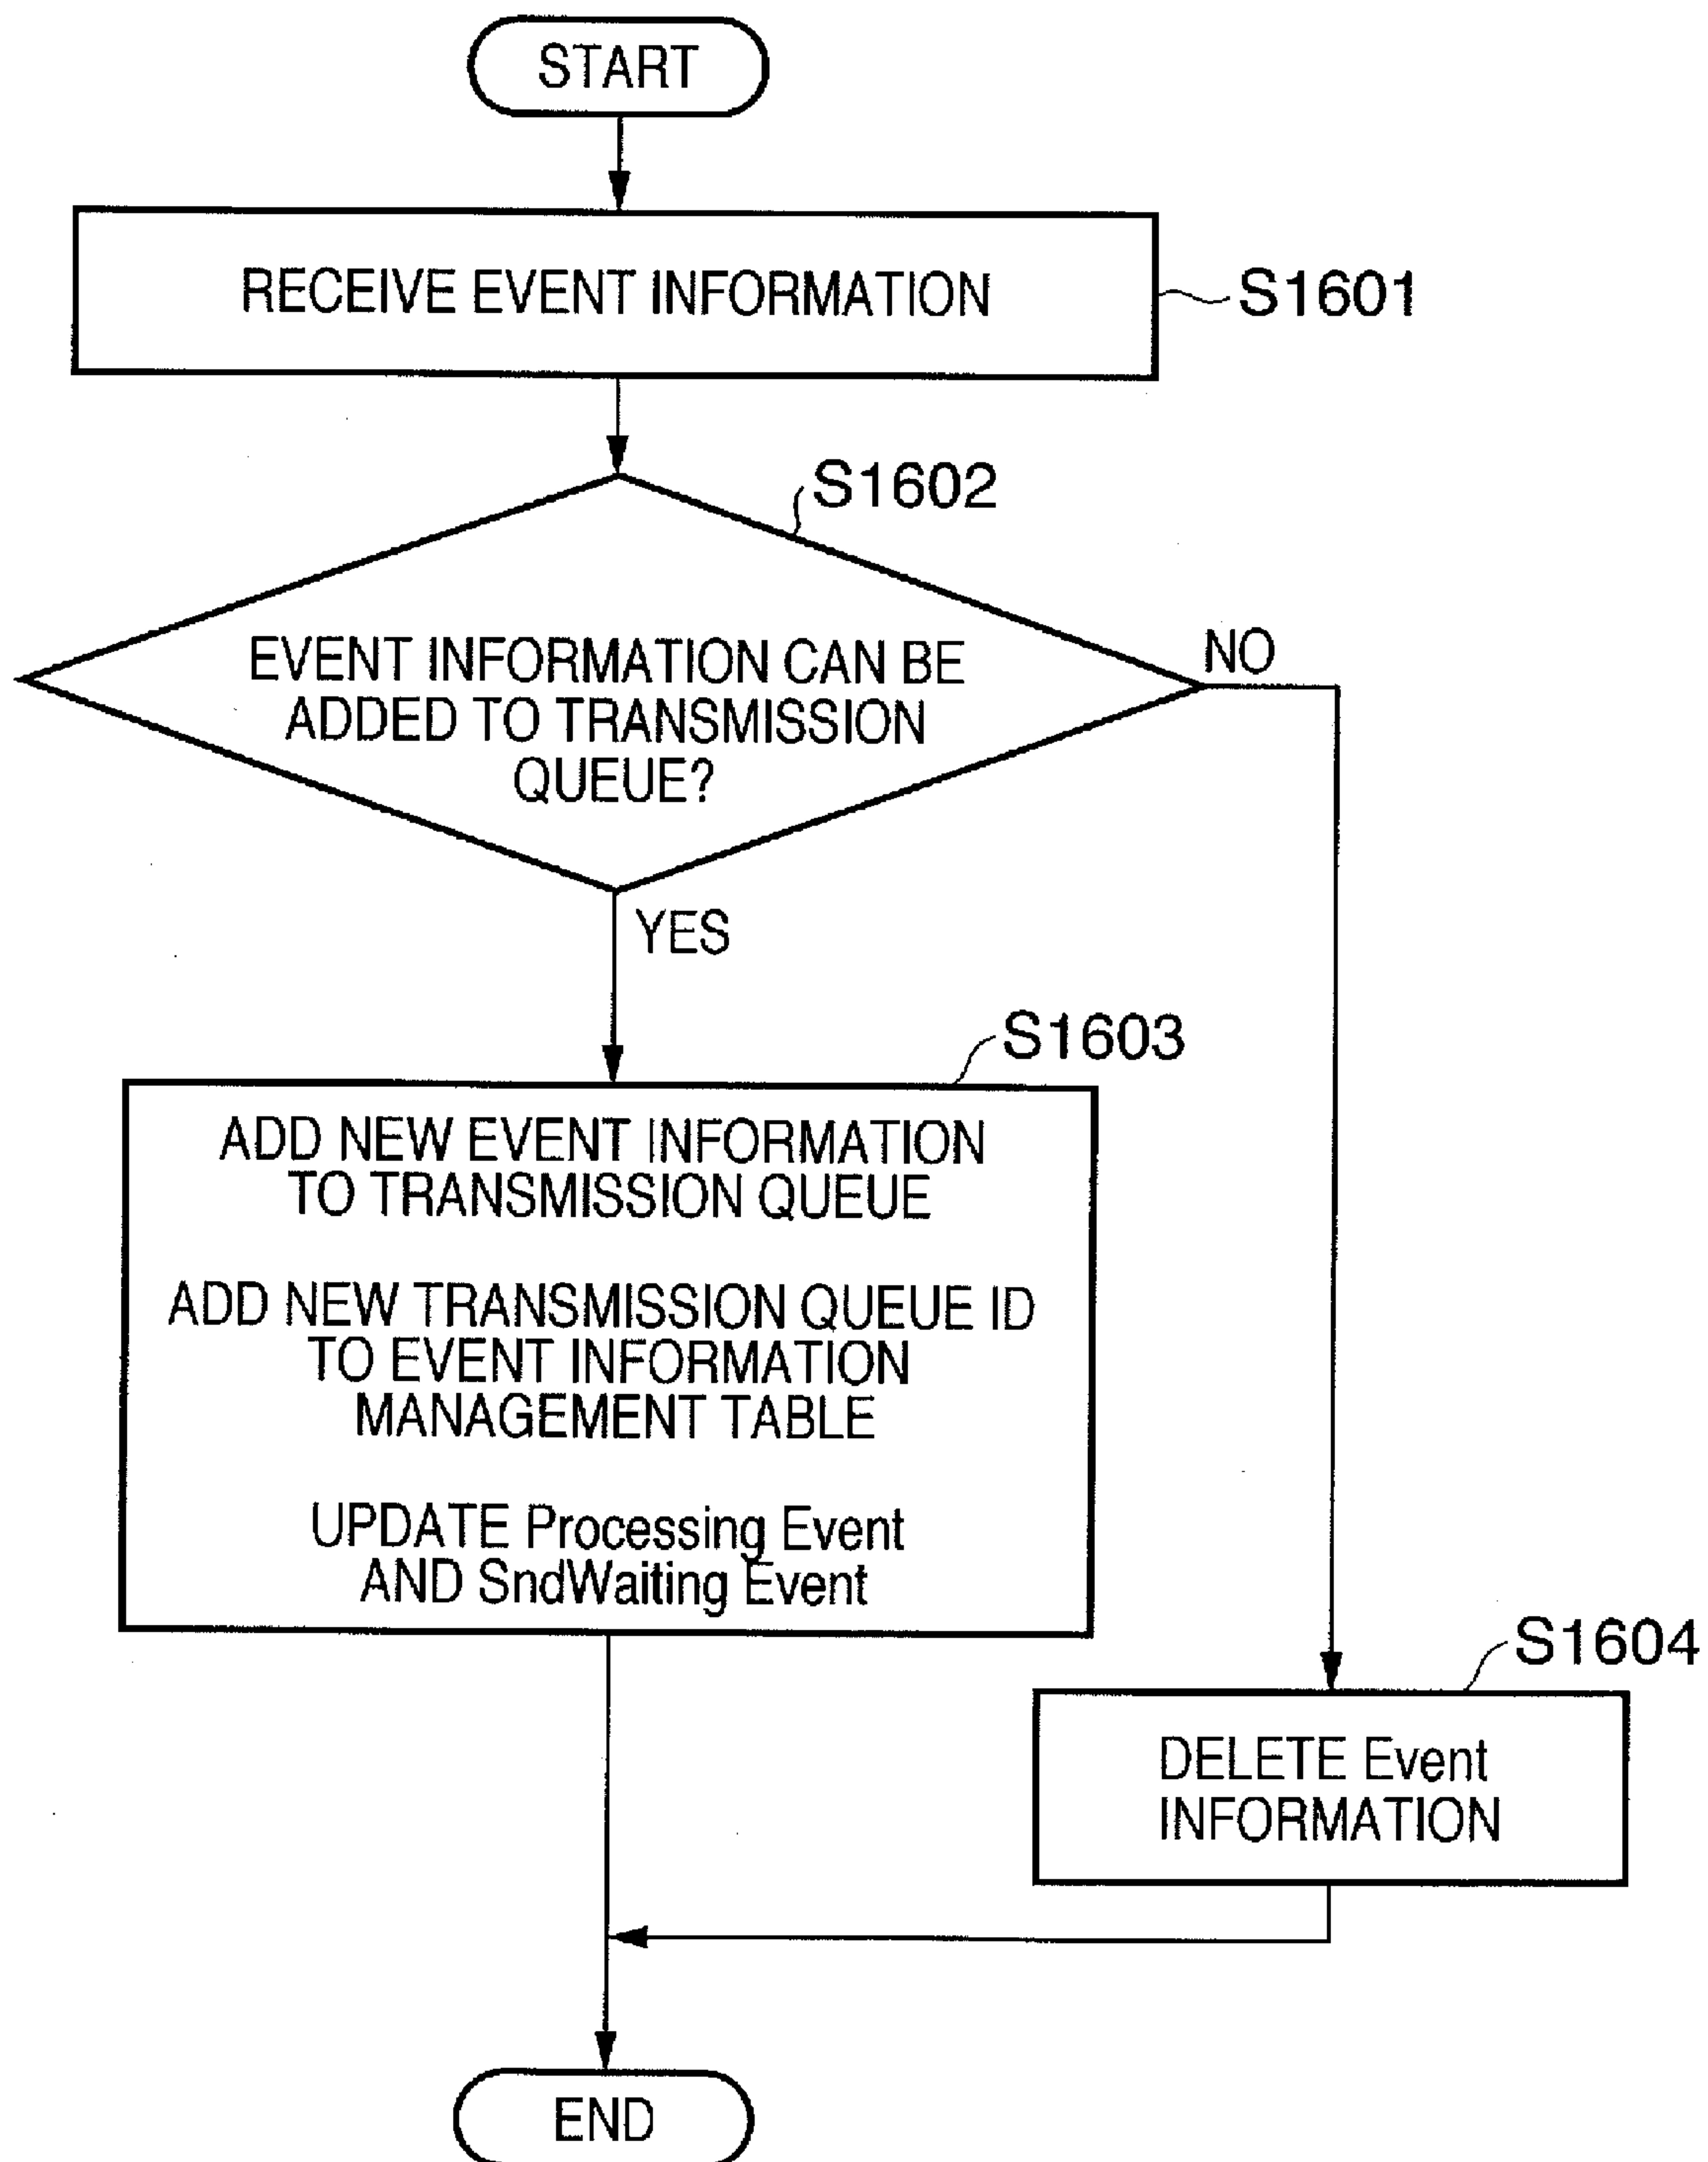 START
RECEIVE EVENT INFORMATION
S1601
S1602
EVENT INFORMATION CAN BE
ADDED TO TRANSMISSION
QUEUE?
NO
YES
S1603
ADD NEW EVENT INFORMATION
TO TRANSMISSION QUEUE
ADD NEW TRANSMISSION QUEUE ID
TO EVENT INFORMATION
MANAGEMENT TABLE
UPDATE Processing Event
AND SndWaiting Event
S1604
DELETE Event
INFORMATION
END